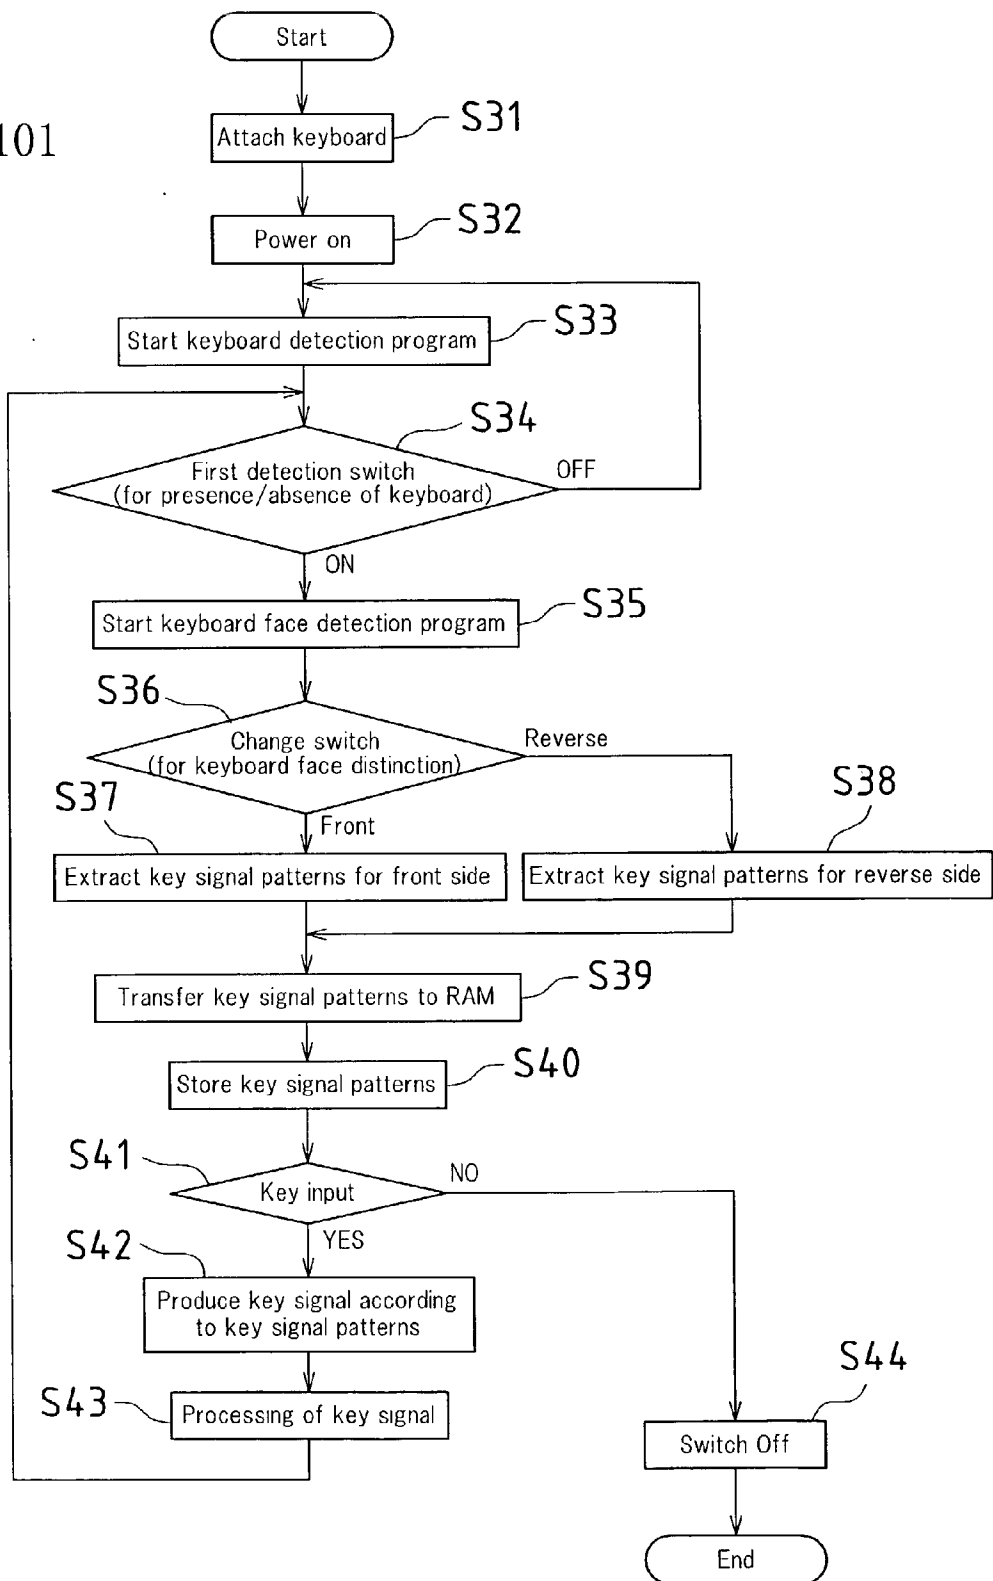 Start
S31
101
Attach keyboard
S32
Power on
S33
Start keyboard detection program
S34
First detection switch
(for presence/absence of keyboard)
OFF
ON
S35
Start keyboard face detection program
S36
Change switch
(for keyboard face distinction)
Reverse
S37
Front
S38
Extract key signal patterns for front side
Extract key signal patterns for reverse side
S39
Transfer key signal patterns to RAM
S40
Store key signal patterns
S41
NO
Key input
YES
S42
Produce key signal according
to key signal patterns
S43
Processing of key signal
S44
Switch Off
End